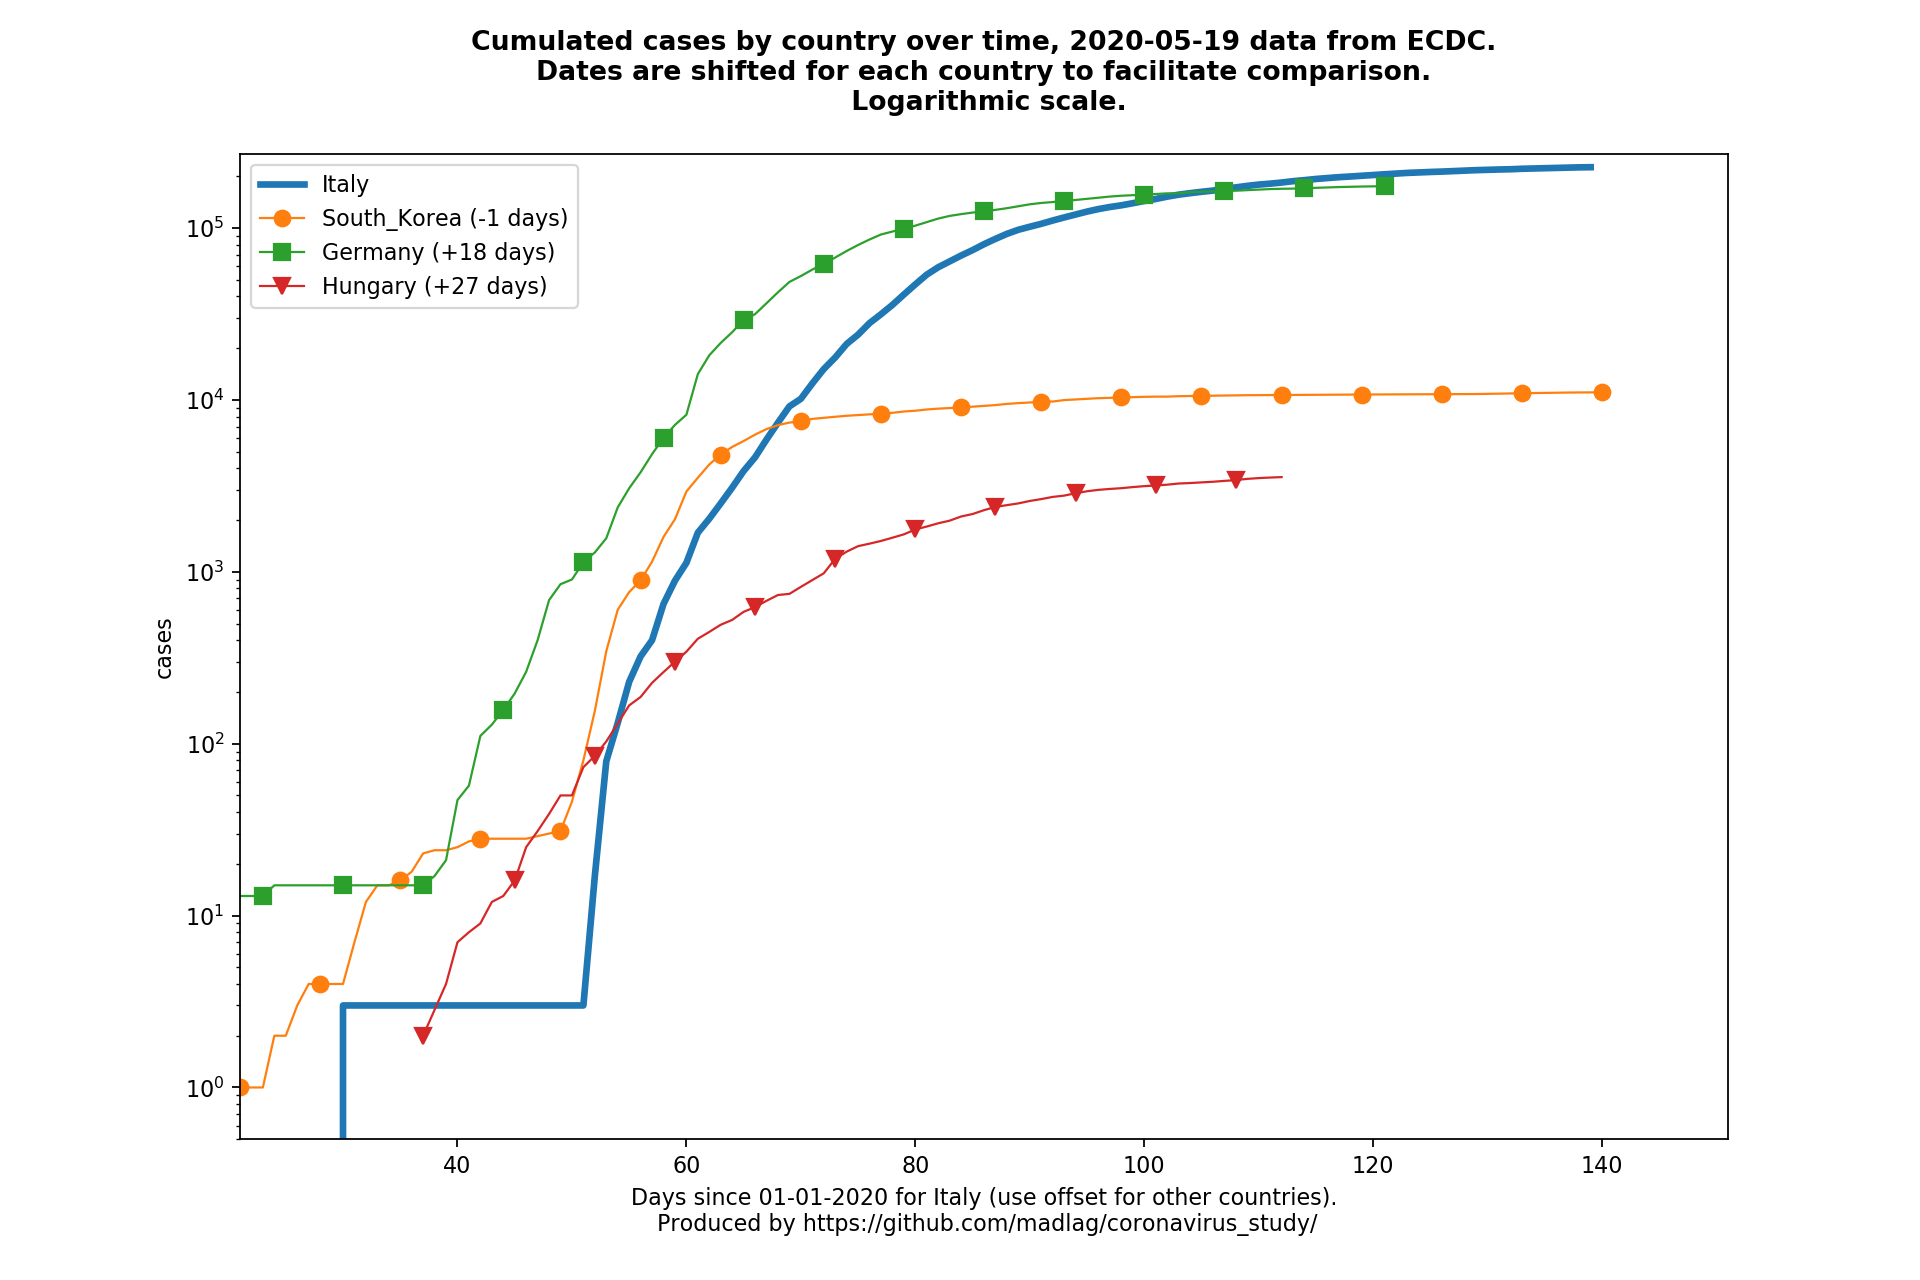 Cumulated cases by country over time, 2020-05-19 data from ECDC.
Dates are shifted for each country to facilitate comparison.
Logarithmic scale.
Italy
South_Korea (-1 days)
Germany (+18 days)
Hungary (+27 days)
10^5
10^4
10^3
10^2
10^1
10^0
cases
40 60 80 100 120 140
Days since 01-01-2020 for Italy (use offset for other countries).
Produced by https://github.com/madlag/coronavirus_study/